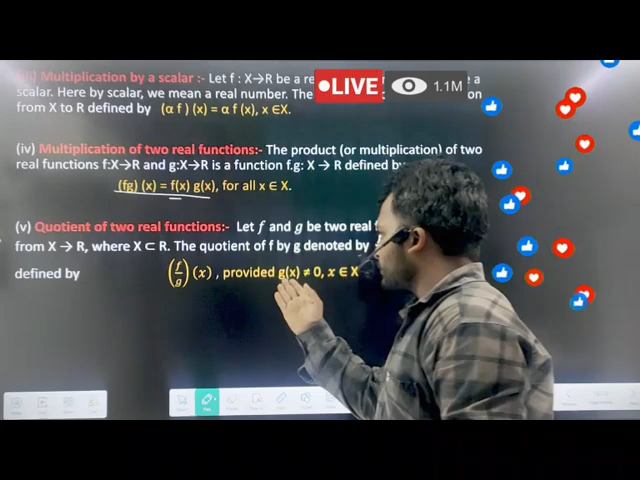 Multiplication by a scalar :- Let f : X→R be a re
LIVE
1.1M
a
scalar. Here by scalar, we mean a real number. The
on
from X to R defined by (α f ) (x) = α f (x), x ∈X.
(iv) Multiplication of two real functions:- The product (or multiplication) of two
real functions f:X→R and g:X→R is a function f.g: X → R defined by
(fg) (x) = f(x) g(x), for all x ∈ X.
(v) Quotient of two real functions:- Let f and g be two real
from X → R, where X ⊂ R. The quotient of f by g denoted by
defined by (f/g) (x) , provided g(x) ≠ 0, x ∈ X